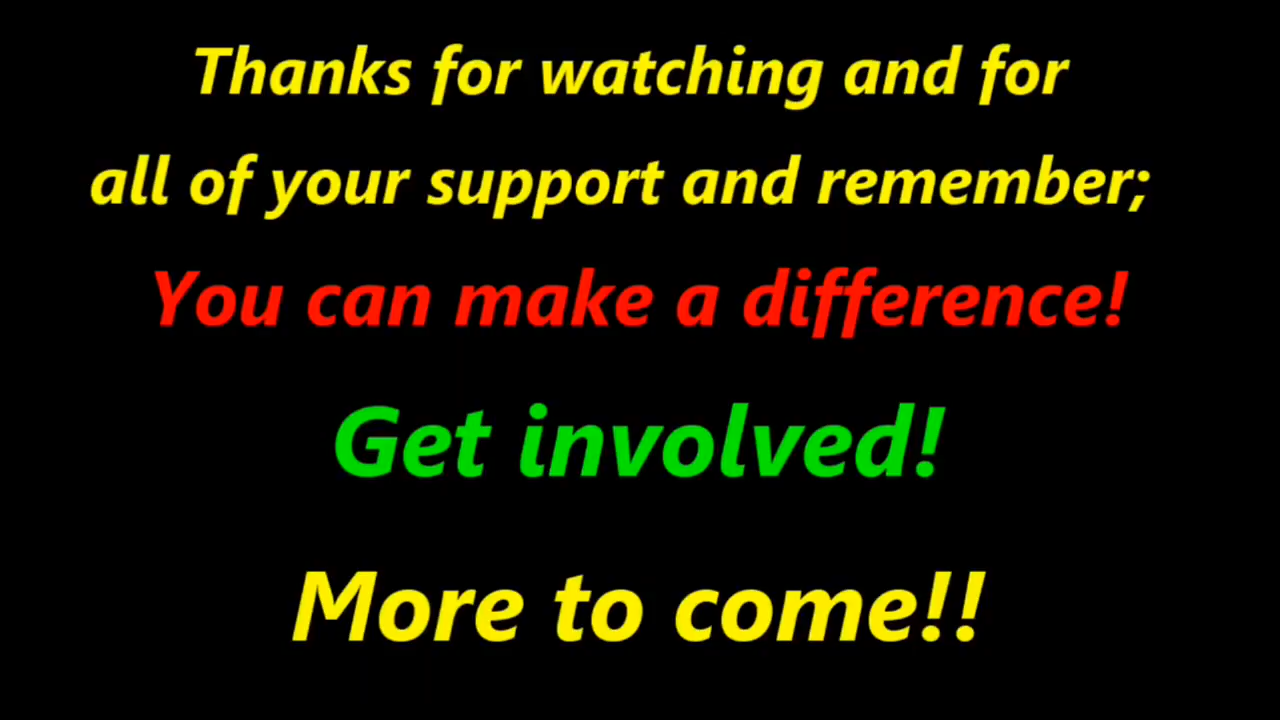 Thanks for watching and for
all of your support and remember;
You can make a difference!
Get involved!
More to come!!